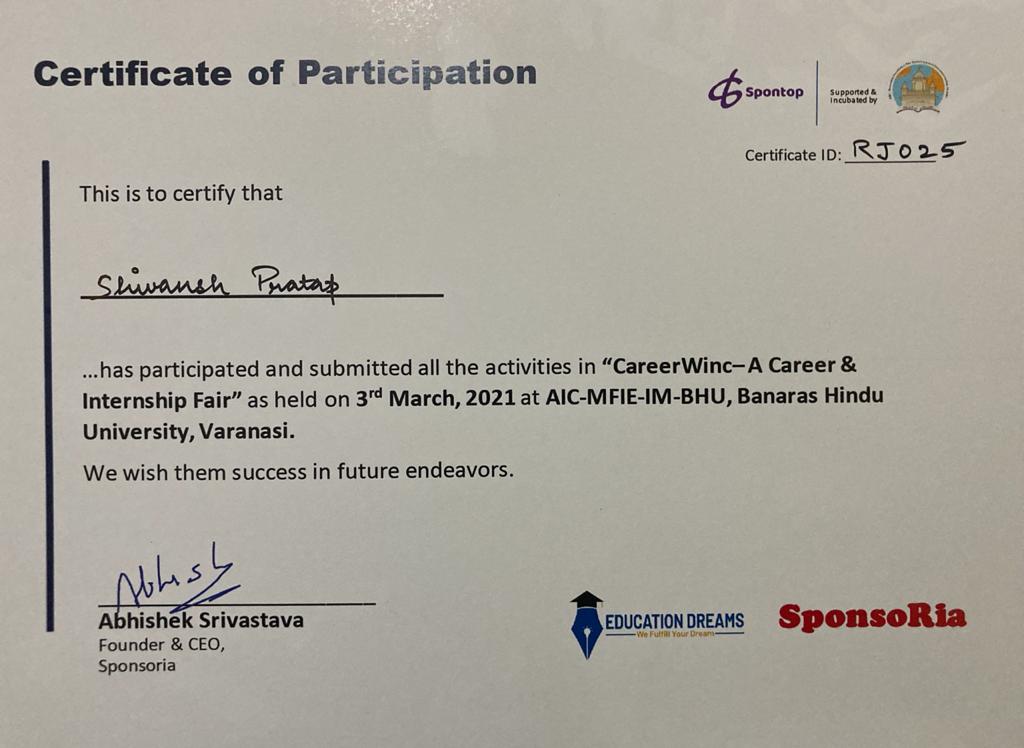 Certificate of Participation
Spontop
Supported &
Incubated by
Certificate ID: RJ025
This is to certify that
Shivansh Pratap
...has participated and submitted all the activities in “CareerWinc–A Career &
Internship Fair” as held on 3rd March, 2021 at AIC-MFIE-IM-BHU, Banaras Hindu
University, Varanasi.
We wish them success in future endeavors.
Abhish
Abhishek Srivastava
Founder & CEO,
Sponsoria
EDUCATION DREAMS
We Fulfill Your Dream
SponsoRia